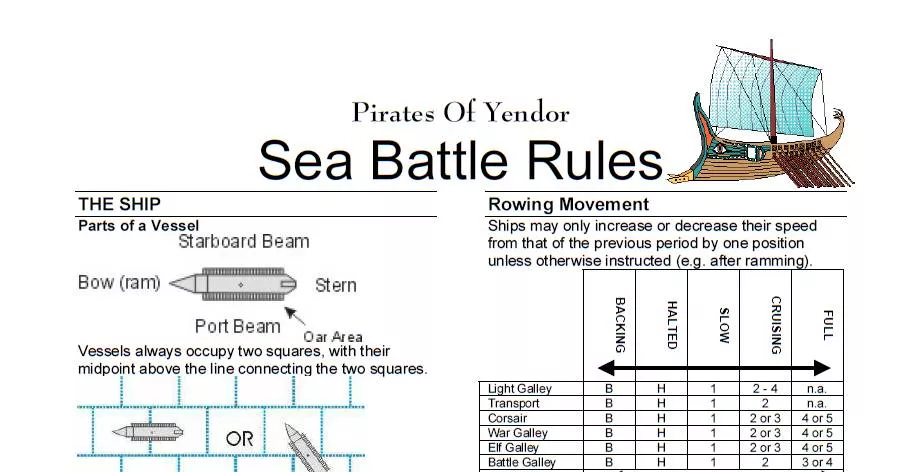 Pirates Of Yendor
Sea Battle Rules
THE SHIP
Parts of a Vessel
Starboard Beam
Bow (ram)
Stern
Port Beam
Oar Area
Vessels always occupy two squares, with their
midpoint above the line connecting the two squares.
OR
Rowing Movement
Ships may only increase or decrease their speed
from that of the previous period by one position
unless otherwise instructed (e.g. after ramming).
BACKING HALTED SLOW CRUISING FULL
Light Galley B H 1 2 - 4 n.a.
Transport B H 1 2 n.a.
Corsair B H 1 2 or 3 4 or 5
War Galley B H 1 2 or 3 4 or 5
Elf Galley B H 1 2 or 3 4 or 5
Battle Galley B H 1 2 3 or 4